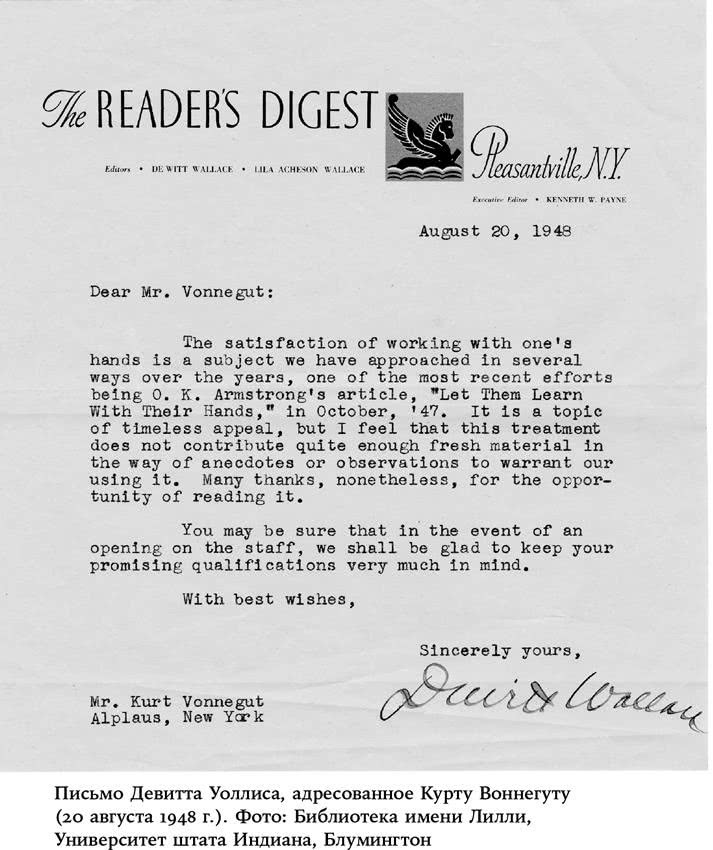 The READER'S DIGEST
Pleasantville, N.Y.
Editors • DE WITT WALLACE • LILA ACHESON WALLACE
Executive Editor • KENNETH W. PAYNE
August 20, 1948
Dear Mr. Vonnegut:
The satisfaction of working with one's
hands is a subject we have approached in several
ways over the years, one of the most recent efforts
being O. K. Armstrong's article, "Let Them Learn
With Their Hands," in October, '47. It is a topic
of timeless appeal, but I feel that this treatment
does not contribute quite enough fresh material in
the way of anecdotes or observations to warrant our
using it. Many thanks, nonetheless, for the oppor-
tunity of reading it.
You may be sure that in the event of an
opening on the staff, we shall be glad to keep your
promising qualifications very much in mind.
With best wishes,
Sincerely yours,
DeWitt Wallace
Mr. Kurt Vonnegut
Alplaus, New York
Письмо Девитта Уоллиса, адресованное Курту Воннегуту
(20 августа 1948 г.). Фото: Библиотека имени Лилли,
Университет штата Индиана, Блумингтон